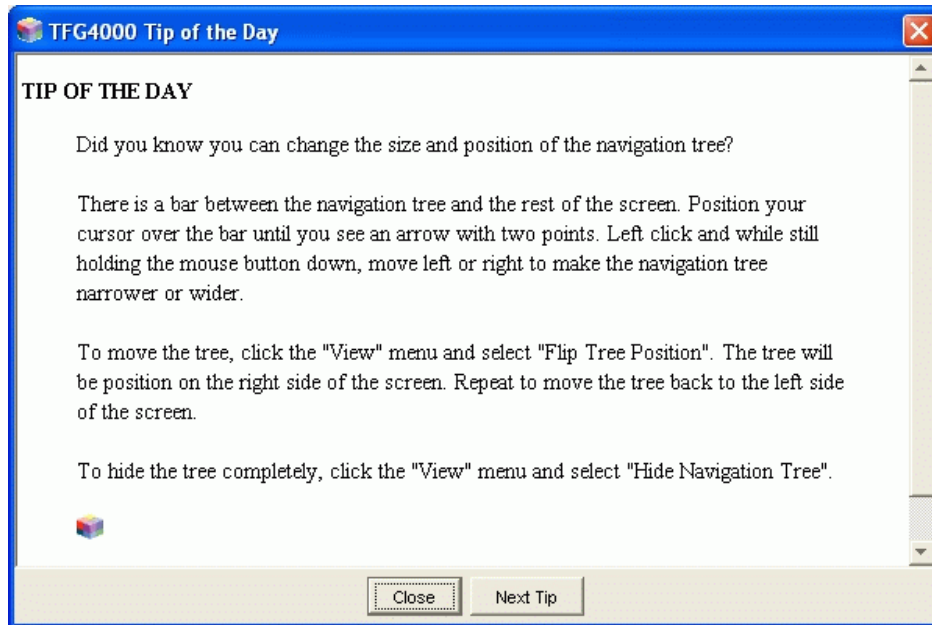 TFG4000 Tip of the Day
TIP OF THE DAY
Did you know you can change the size and position of the navigation tree?
There is a bar between the navigation tree and the rest of the screen. Position your
cursor over the bar until you see an arrow with two points. Left click and while still
holding the mouse button down, move left or right to make the navigation tree
narrower or wider.
To move the tree, click the "View" menu and select "Flip Tree Position". The tree will
be position on the right side of the screen. Repeat to move the tree back to the left side
of the screen.
To hide the tree completely, click the "View" menu and select "Hide Navigation Tree".
Close
Next Tip